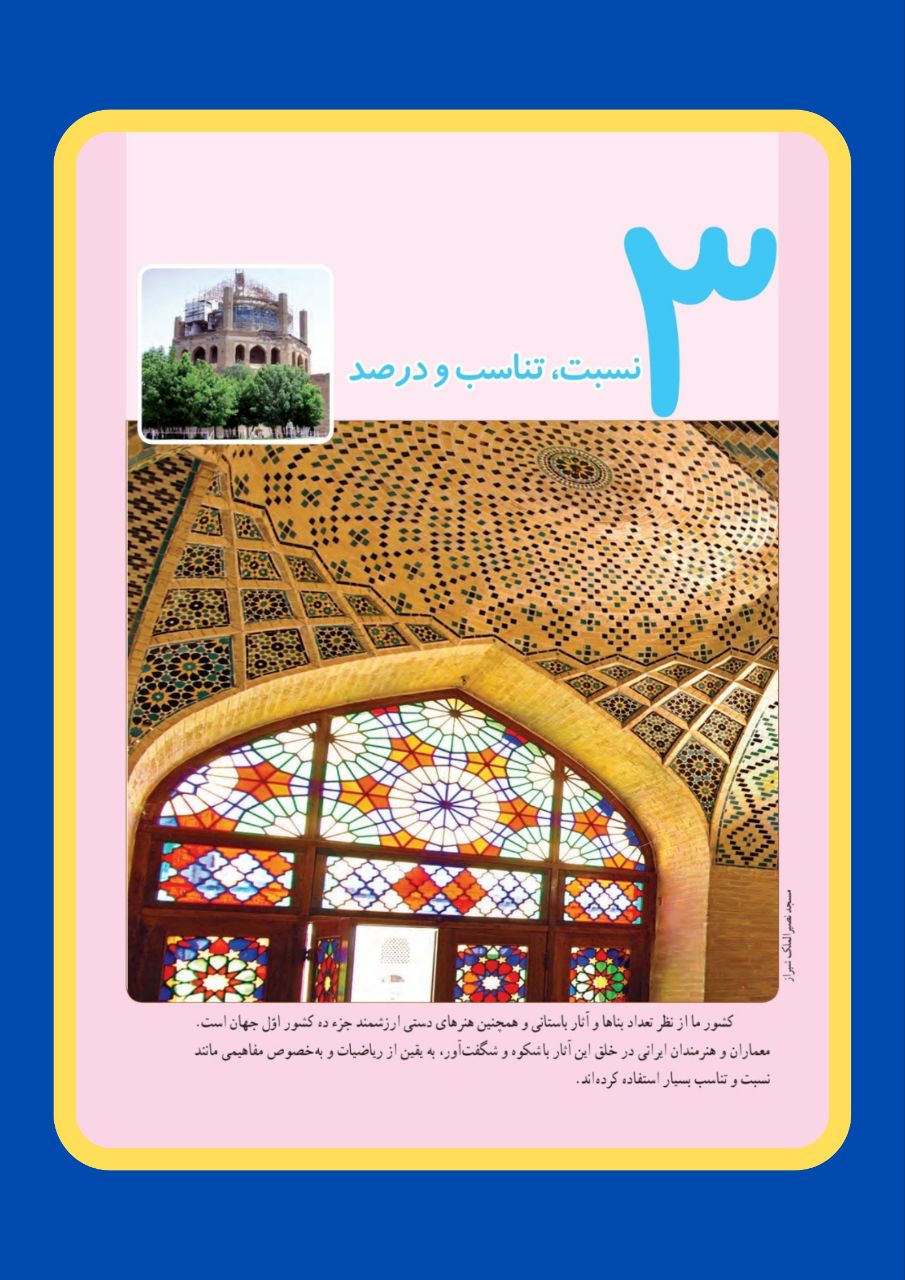 ۳
نسبت، تناسب و درصد
مسجد نصیرالملک شیراز
کشور ما از نظر تعداد بناها و آثار باستانی و همچنین هنرهای دستی ارزشمند جزء ده کشور اوّل جهان است.
معماران و هنرمندان ایرانی در خلق این آثار باشکوه و شگفت‌آور، به یقین از ریاضیات و به‌خصوص مفاهیمی مانند
نسبت و تناسب بسیار استفاده کرده‌اند.